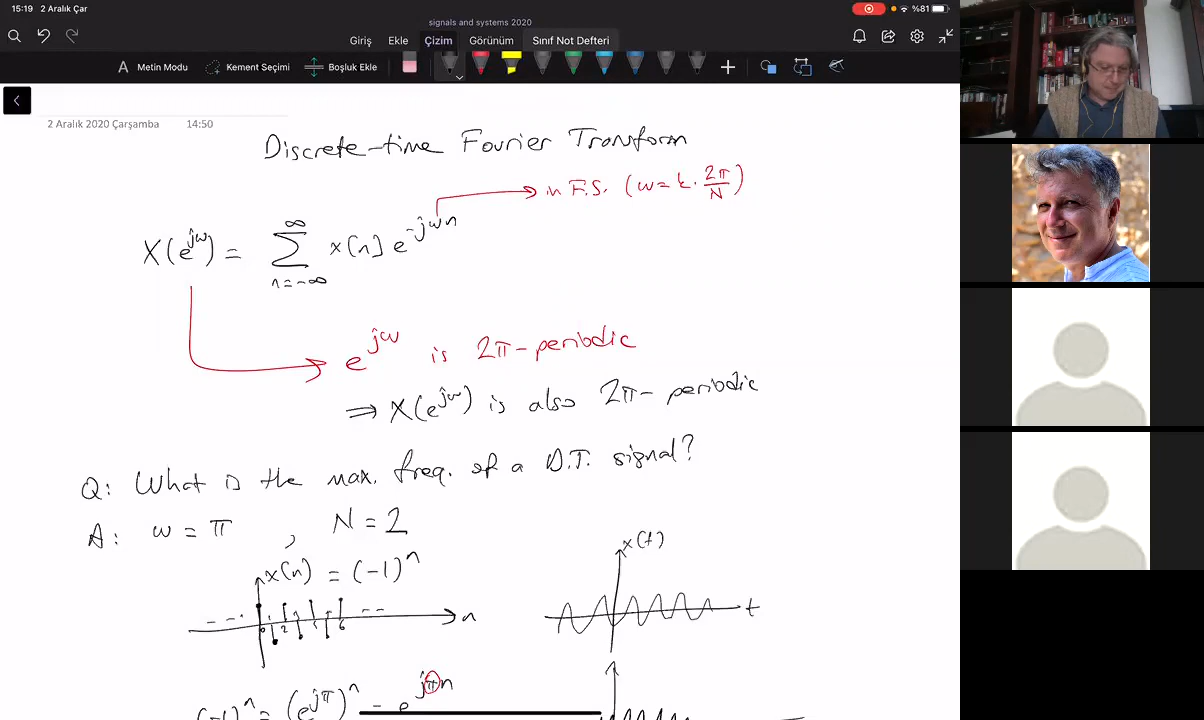 15:19 2 Aralık Çar
%81
signals and systems 2020
Giriş Ekle Çizim Görünüm Sınıf Not Defteri
Metin Modu Kement Seçimi Boşluk Ekle
2 Aralık 2020 Çarşamba 14:50
Discrete-time Fourier Transform
in F.S. (ω = k . 2π/N)
X(e^jω) = ∑ n=-∞ ∞ x[n] e^-jωn
e^jω is 2π-periodic
⇒ X(e^jω) is also 2π-periodic
Q: What is the max. freq. of a D.T. signal?
A: ω = π , N = 2
x[n] = (-1)^n
x(t)
0 2 6 n
t
(-1)^n = (e^jπ)^n = e^jπn